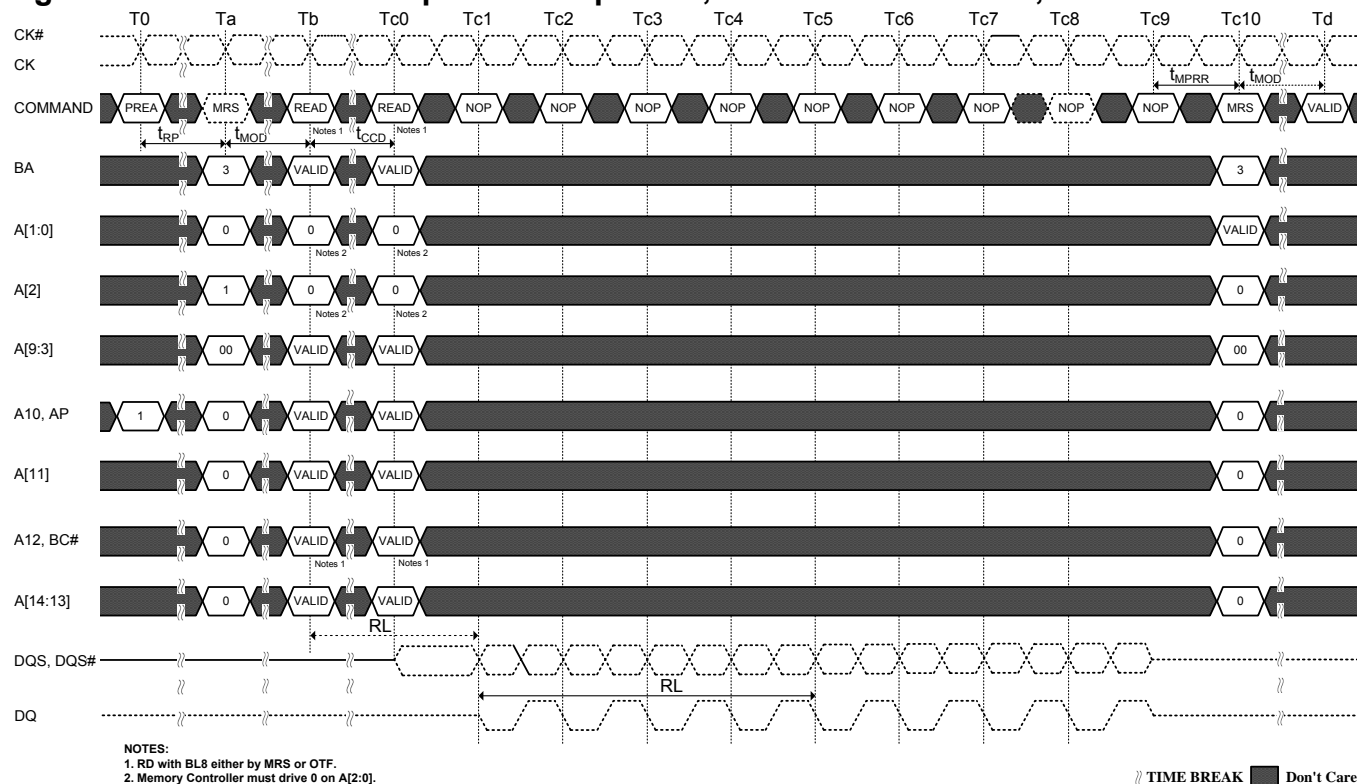 T0 Ta Tb Tc0 Tc1 Tc2 Tc3 Tc4 Tc5 Tc6 Tc7 Tc8 Tc9 Tc10 Td
CK#
CK
tMPRR tMOD
COMMAND PREA MRS READ READ NOP NOP NOP NOP NOP NOP NOP NOP NOP MRS VALID
Notes 1 Notes 1
tRP tMOD tCCD
BA 3 VALID VALID 3
A[1:0] 0 0 0 VALID
Notes 2 Notes 2
A[2] 1 0 0 0
Notes 2 Notes 2
A[9:3] 00 VALID VALID 00
A10, AP 1 0 VALID VALID 0
A[11] 0 VALID VALID 0
A12, BC# 0 VALID VALID 0
Notes 1 Notes 1
A[14:13] 0 VALID VALID 0
RL
DQS, DQS#
RL
DQ
NOTES:
1. RD with BL8 either by MRS or OTF.
2. Memory Controller must drive 0 on A[2:0].
TIME BREAK Don't Care